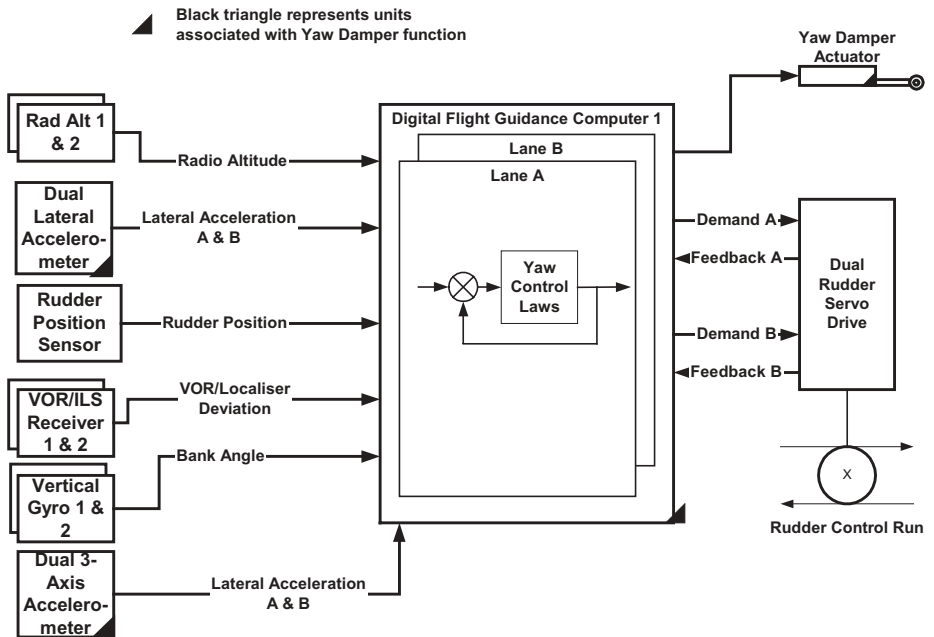 Black triangle represents units
associated with Yaw Damper function
Yaw Damper
Actuator
Rad Alt 1
& 2
Radio Altitude
Dual
Lateral
Accelero-
meter
Lateral Acceleration
A & B
Rudder
Position
Sensor
Rudder Position
VOR/ILS
Receiver
1 & 2
VOR/Localiser
Deviation
Vertical
Gyro 1 &
2
Bank Angle
Dual 3-
Axis
Accelero-
meter
Lateral Acceleration
A & B
Digital Flight Guidance Computer 1
Lane B
Lane A
Yaw
Control
Laws
Demand A
Feedback A
Demand B
Feedback B
Dual
Rudder
Servo
Drive
X
Rudder Control Run